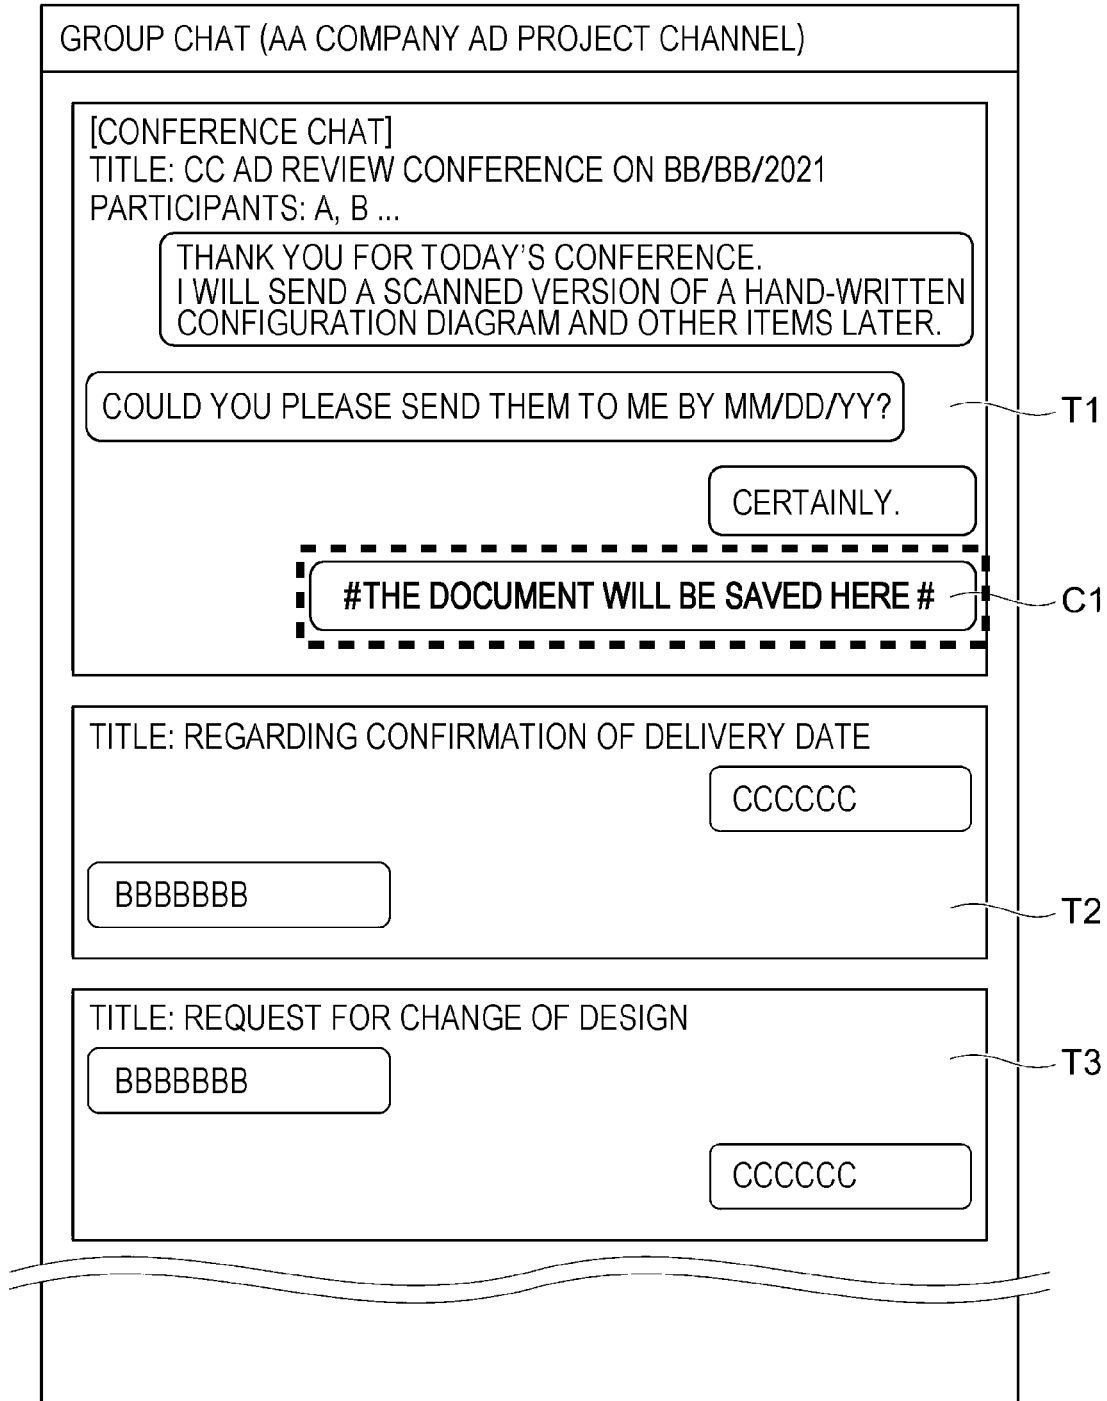 GROUP CHAT (AA COMPANY AD PROJECT CHANNEL)
[CONFERENCE CHAT]
TITLE: CC AD REVIEW CONFERENCE ON BB/BB/2021
PARTICIPANTS: A, B ...
THANK YOU FOR TODAY'S CONFERENCE.
I WILL SEND A SCANNED VERSION OF A HAND-WRITTEN
CONFIGURATION DIAGRAM AND OTHER ITEMS LATER.
COULD YOU PLEASE SEND THEM TO ME BY MM/DD/YY?
T1
CERTAINLY.
#THE DOCUMENT WILL BE SAVED HERE #
C1
TITLE: REGARDING CONFIRMATION OF DELIVERY DATE
CCCCCC
BBBBBBB
T2
TITLE: REQUEST FOR CHANGE OF DESIGN
T3
BBBBBBB
CCCCCC